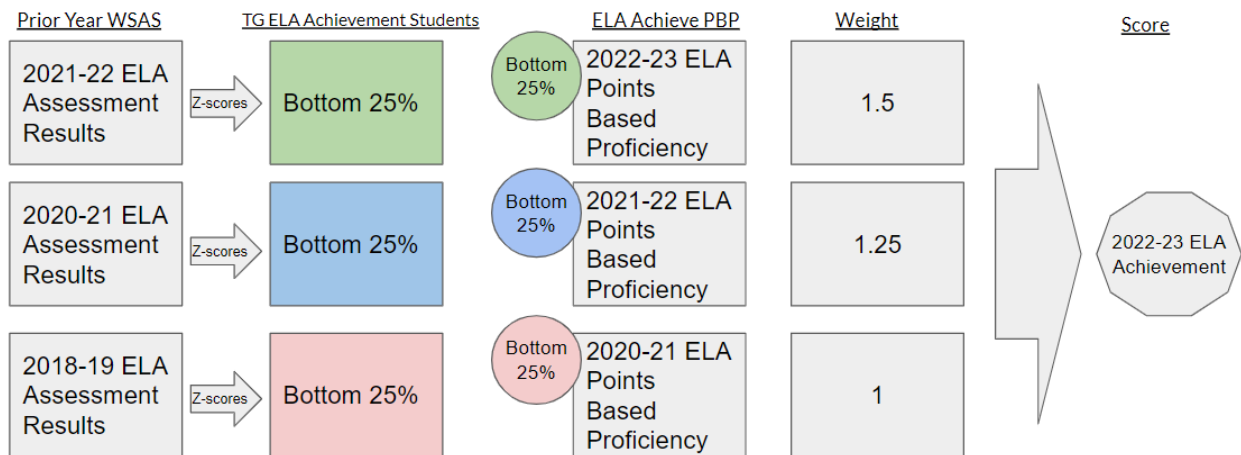 Prior Year WSAS
TG ELA Achievement Students
ELA Achieve PBP
Weight
Score
2021-22 ELA
Assessment
Results
Z-scores
Bottom 25%
Bottom
25%
2022-23 ELA
Points
Based
Proficiency
1.5
2020-21 ELA
Assessment
Results
Z-scores
Bottom 25%
Bottom
25%
2021-22 ELA
Points
Based
Proficiency
1.25
2018-19 ELA
Assessment
Results
Z-scores
Bottom 25%
Bottom
25%
2020-21 ELA
Points
Based
Proficiency
1
2022-23 ELA
Achievement